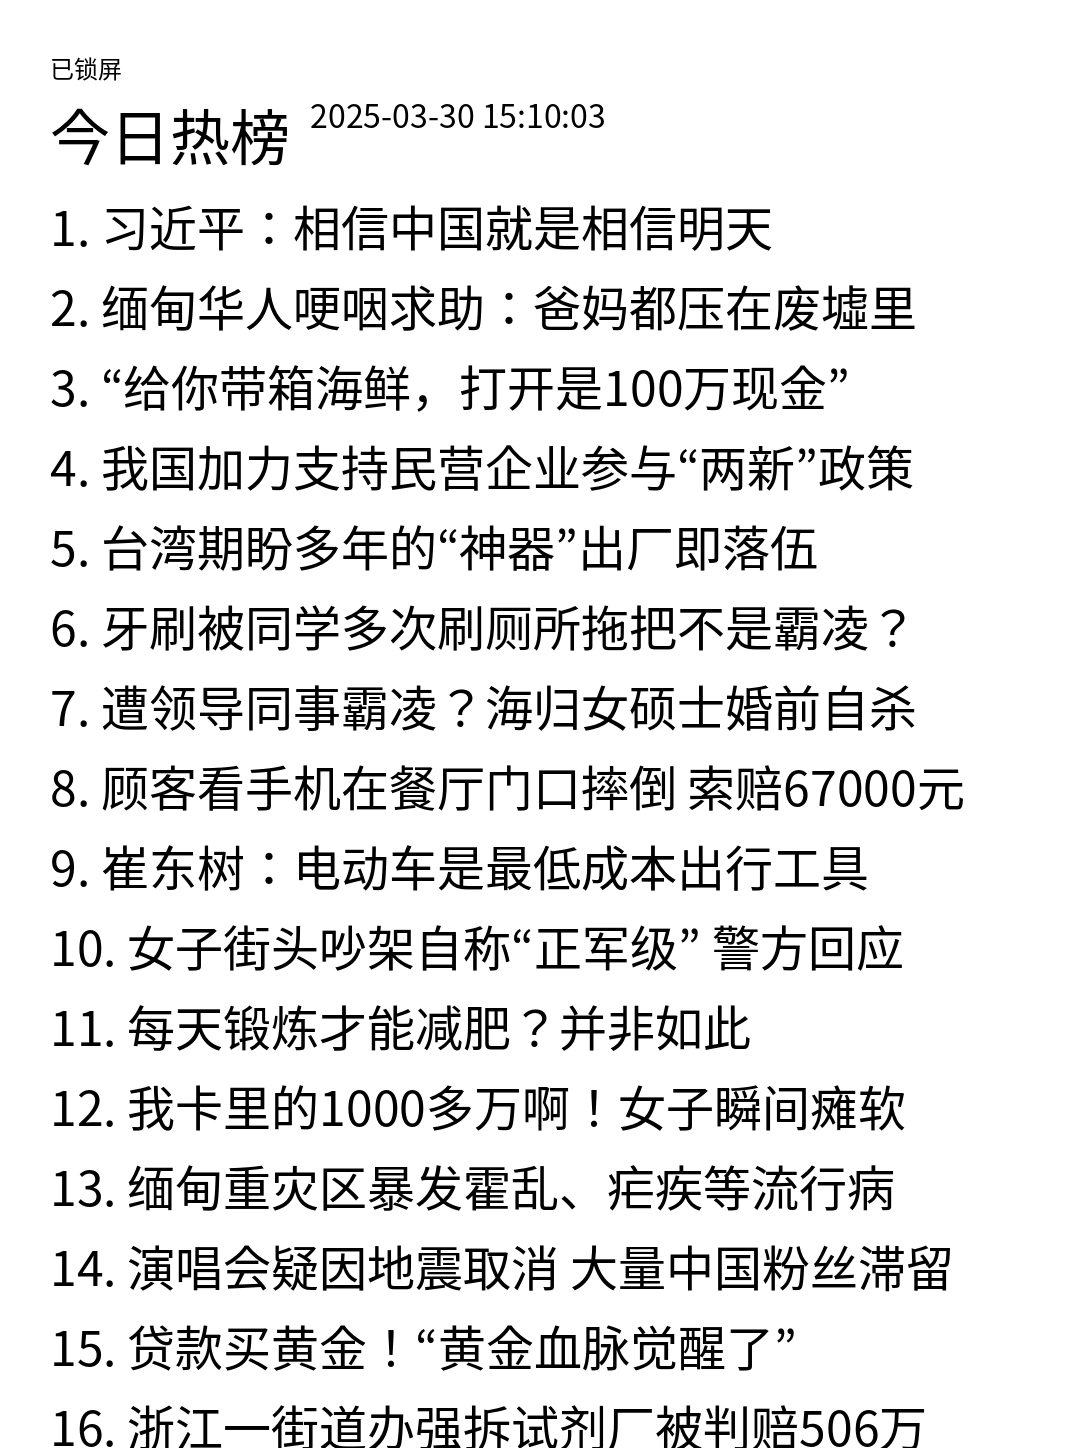 已锁屏
今日热榜 2025-03-30 15:10:03
1. 习近平：相信中国就是相信明天
2. 缅甸华人哽咽求助：爸妈都压在废墟里
3. “给你带箱海鲜，打开是100万现金”
4. 我国加力支持民营企业参与“两新”政策
5. 台湾期盼多年的“神器”出厂即落伍
6. 牙刷被同学多次刷厕所拖把不是霸凌？
7. 遭领导同事霸凌？海归女硕士婚前自杀
8. 顾客看手机在餐厅门口摔倒 索赔67000元
9. 崔东树：电动车是最低成本出行工具
10. 女子街头吵架自称“正军级” 警方回应
11. 每天锻炼才能减肥？并非如此
12. 我卡里的1000多万啊！女子瞬间瘫软
13. 缅甸重灾区暴发霍乱、疟疾等流行病
14. 演唱会疑因地震取消 大量中国粉丝滞留
15. 贷款买黄金！“黄金血脉觉醒了”
16. 浙江一街道办强拆试剂厂被判赔506万